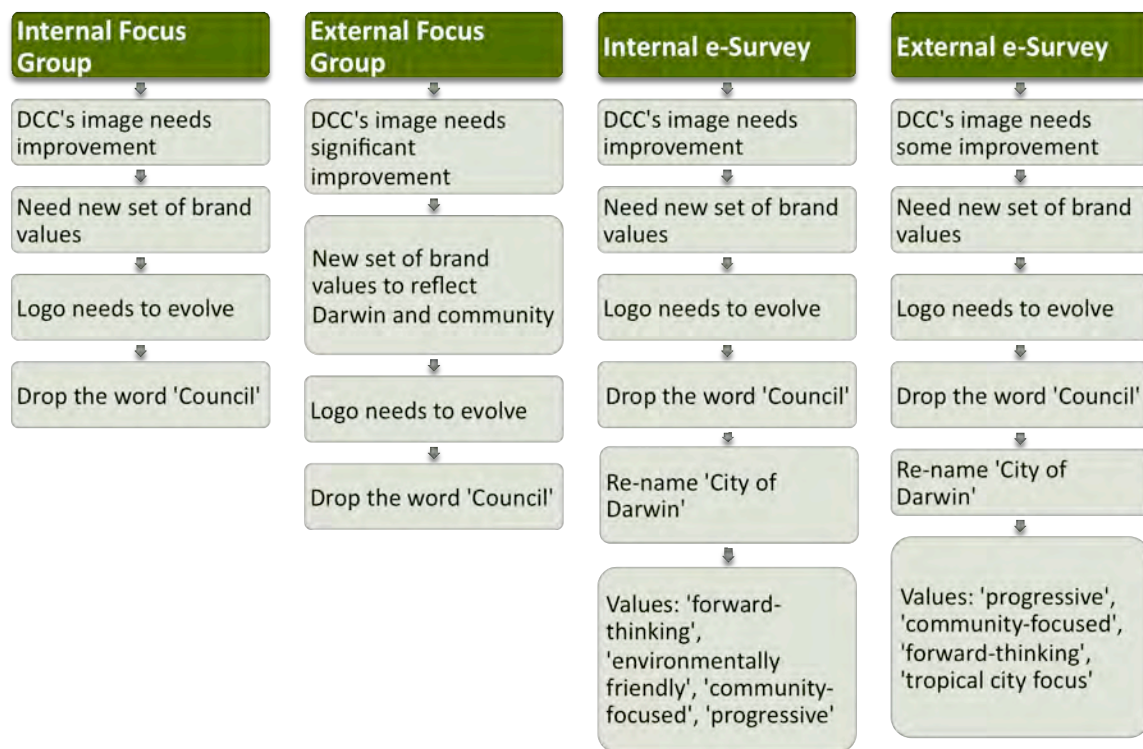 Internal Focus
Group
DCC's image needs
improvement
Need new set of brand
values
Logo needs to evolve
Drop the word 'Council'
External Focus
Group
DCC's image needs
significant
improvement
New set of brand
values to reflect
Darwin and community
Logo needs to evolve
Drop the word 'Council'
Internal e-Survey
DCC's image needs
improvement
Need new set of brand
values
Logo needs to evolve
Drop the word 'Council'
Re-name 'City of
Darwin'
Values: 'forward-
thinking',
'environmentally
friendly', 'community-
focused', 'progressive'
External e-Survey
DCC's image needs
some improvement
Need new set of brand
values
Logo needs to evolve
Drop the word 'Council'
Re-name 'City of
Darwin'
Values: 'progressive',
'community-focused',
'forward-thinking',
'tropical city focus'